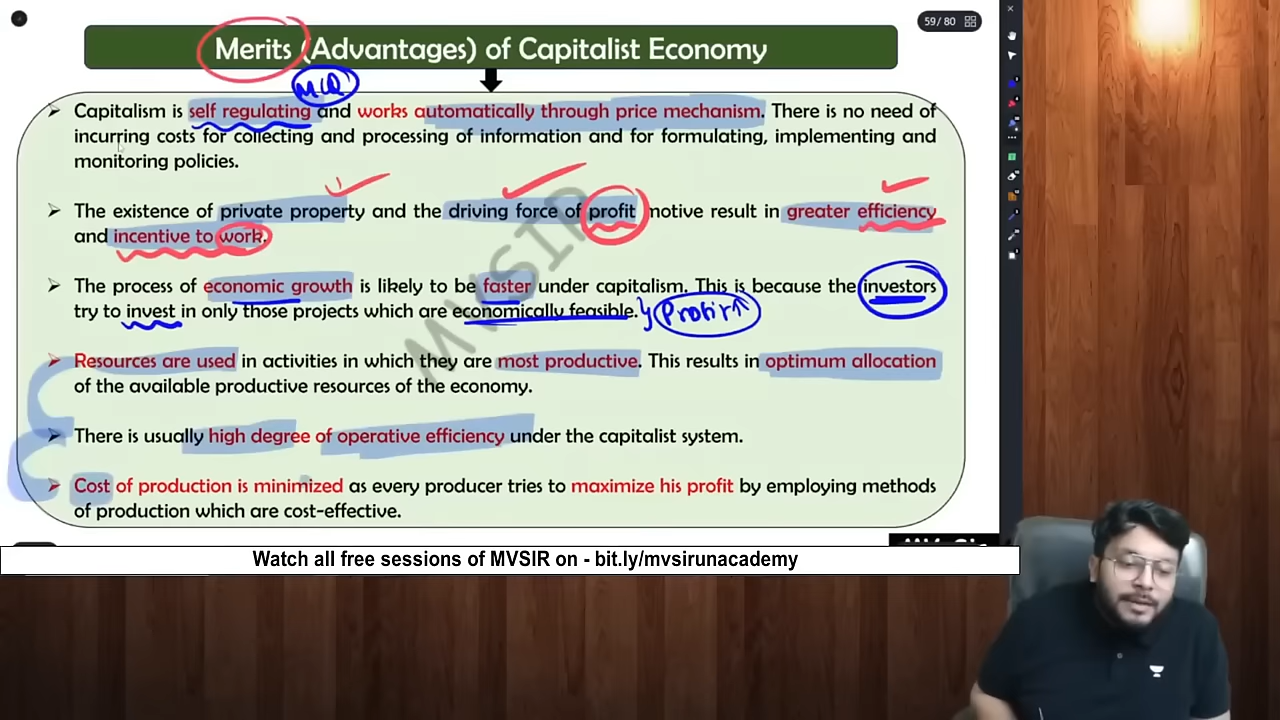 59 / 80
Merits (Advantages) of Capitalist Economy
MCQ
➢ Capitalism is self regulating and works automatically through price mechanism. There is no need of
incurring costs for collecting and processing of information and for formulating, implementing and
monitoring policies.
➢ The existence of private property and the driving force of profit motive result in greater efficiency
and incentive to work.
➢ The process of economic growth is likely to be faster under capitalism. This is because the investors
try to invest in only those projects which are economically feasible. Profit↑
➢ Resources are used in activities in which they are most productive. This results in optimum allocation
of the available productive resources of the economy.
➢ There is usually high degree of operative efficiency under the capitalist system.
➢ Cost of production is minimized as every producer tries to maximize his profit by employing methods
of production which are cost-effective.
MVSIR
Watch all free sessions of MVSIR on - bit.ly/mvsirunacademy